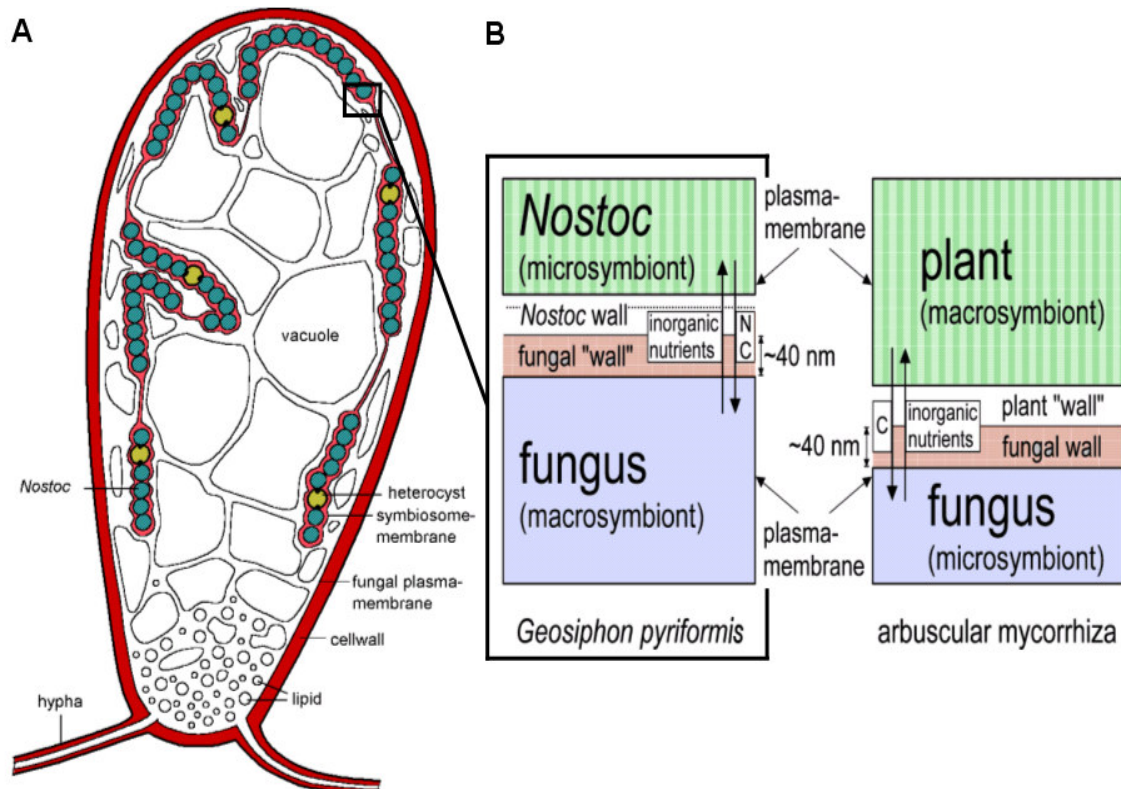 A
vacuole
Nostoc
heterocyst
symbiosome-
membrane
fungal plasma-
membrane
cellwall
lipid
hypha
B
Nostoc
(microsymbiont)
Nostoc wall
fungal "wall"
inorganic
nutrients
N
C
~40 nm
fungus
(macrosymbiont)
Geosiphon pyriformis
plasma-
membrane
plasma-
membrane
plant
(macrosymbiont)
C
inorganic
nutrients
plant "wall"
fungal wall
~40 nm
fungus
(microsymbiont)
arbuscular mycorrhiza